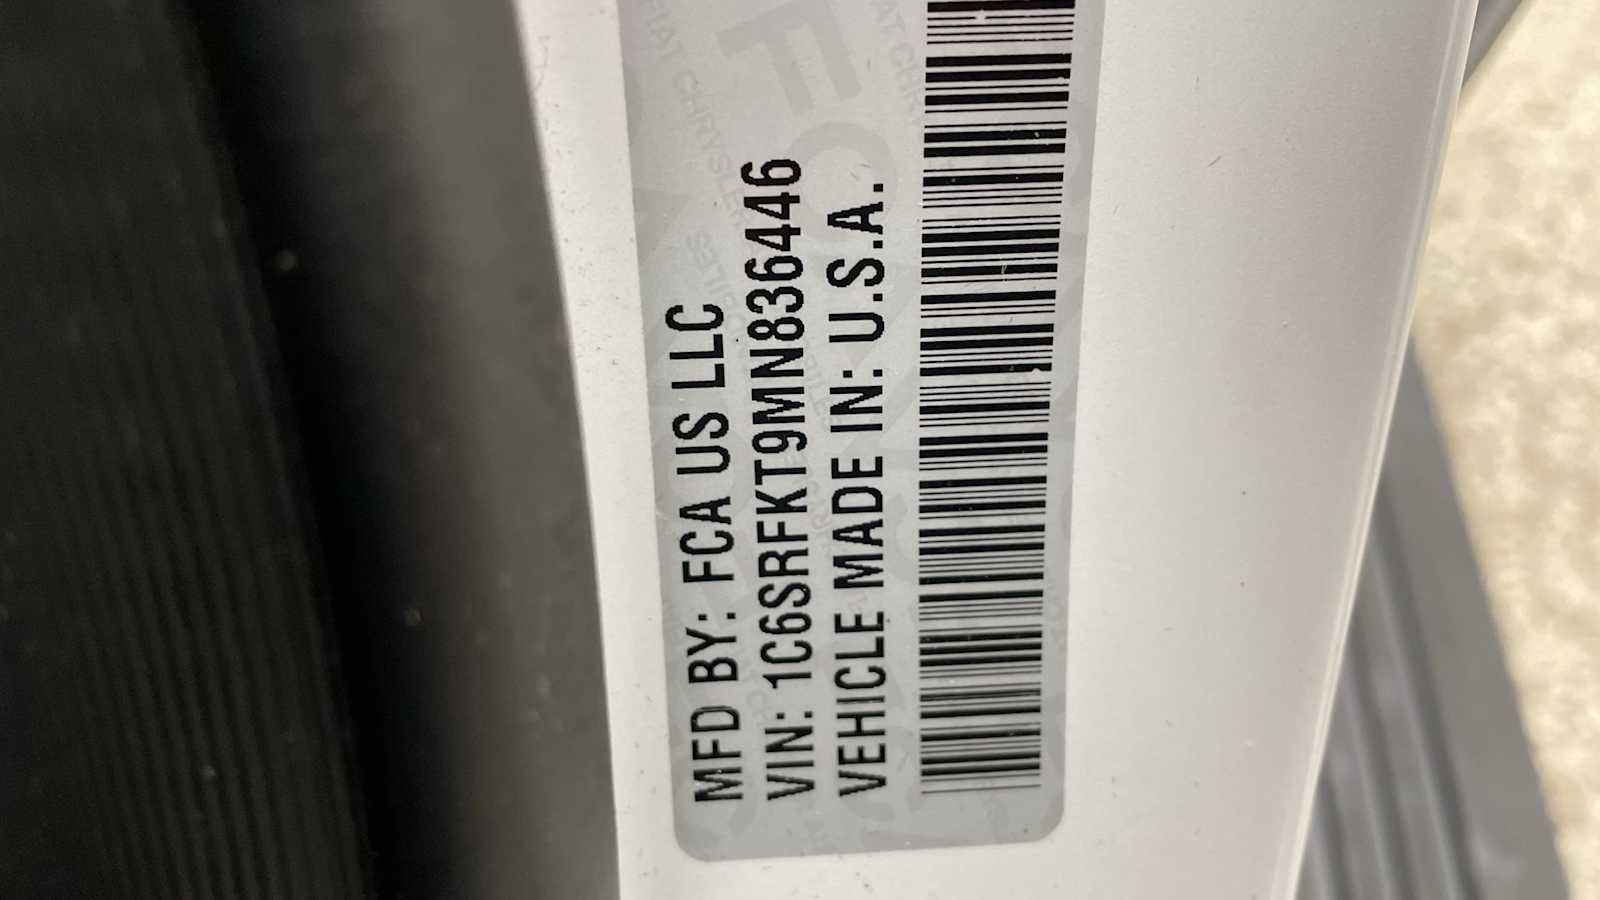 MFD BY: FCA US LLC
VIN: 1C6SRFKT9MN836446
VEHICLE MADE IN: U.S.A.